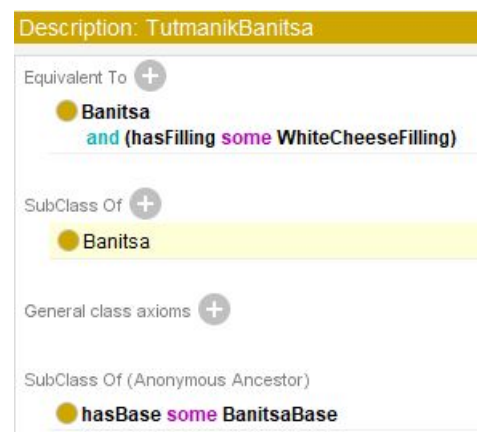 Description: TutmanikBanitsa
Equivalent To
Banitsa
and (hasFilling some WhiteCheeseFilling)
SubClass Of
Banitsa
General class axioms
SubClass Of (Anonymous Ancestor)
hasBase some BanitsaBase